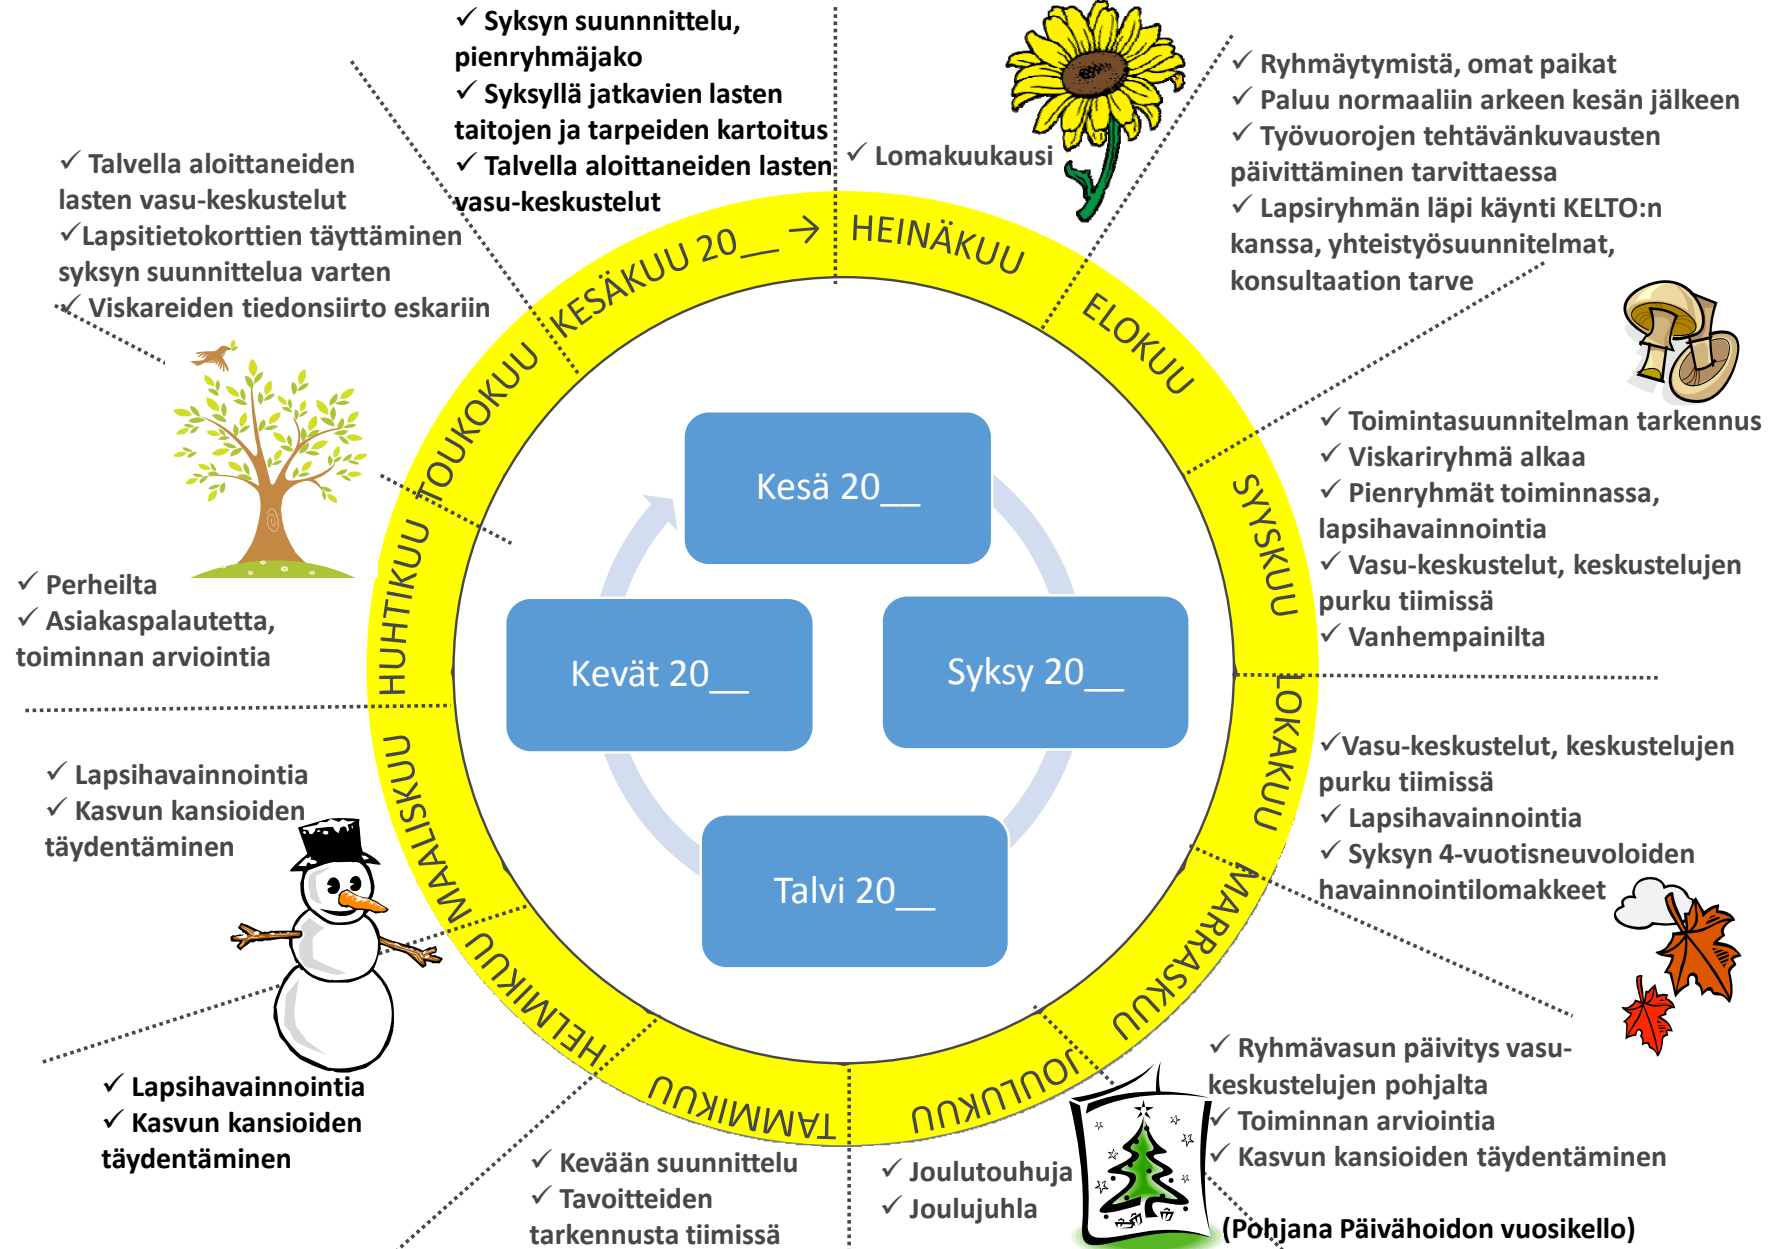 ✓ Syksyn suunnnittelu,
pienryhmäjako
✓ Syksyllä jatkavien lasten
taitojen ja tarpeiden kartoitus
✓ Talvella aloittaneiden lasten
vasu-keskustelut
✓ Lomakuukausi
✓ Ryhmäytymistä, omat paikat
✓ Paluu normaaliin arkeen kesän jälkeen
✓ Työvuorojen tehtävänkuvausten
päivittäminen tarvittaessa
✓ Lapsiryhmän läpi käynti KELTO:n
kanssa, yhteistyösuunnitelmat,
konsultaation tarve
✓ Toimintasuunnitelman tarkennus
✓ Viskariryhmä alkaa
✓ Pienryhmät toiminnassa,
lapsihavainnointia
✓ Vasu-keskustelut, keskustelujen
purku tiimissä
✓ Vanhempainilta
✓Vasu-keskustelut, keskustelujen
purku tiimissä
✓ Lapsihavainnointia
✓ Syksyn 4-vuotisneuvoloiden
havainnointilomakkeet
✓ Ryhmävasun päivitys vasu-
keskustelujen pohjalta
✓ Toiminnan arviointia
✓ Kasvun kansioiden täydentäminen
(Pohjana Päivähoidon vuosikello)
✓ Joulutouhuja
✓ Joulujuhla
✓ Kevään suunnittelu
✓ Tavoitteiden
tarkennusta tiimissä
✓ Lapsihavainnointia
✓ Kasvun kansioiden
täydentäminen
✓ Lapsihavainnointia
✓ Kasvun kansioiden
täydentäminen
✓ Perheilta
✓ Asiakaspalautetta,
toiminnan arviointia
✓ Talvella aloittaneiden
lasten vasu-keskustelut
✓Lapsitietokorttien täyttäminen
syksyn suunnittelua varten
✓ Viskareiden tiedonsiirto eskariin
KESÄKUU 20__ →
HEINÄKUU
ELOKUU
SYYSKUU
LOKAKUU
MARRASKUU
JOULUKUU
TAMMIKUU
HELMIKUU
MAALISKUU
HUHTIKUU
TOUKOKUU
Kesä 20__
Syksy 20__
Talvi 20__
Kevät 20__